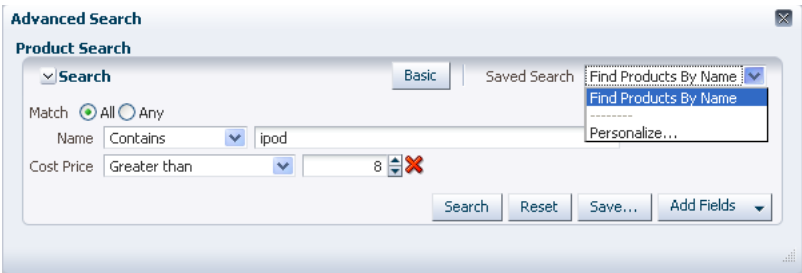 Advanced Search
Product Search
Search
Basic
Saved Search Find Products By Name
Find Products By Name
--------
Personalize...
Match All Any
Name Contains ipod
Cost Price Greater than 8
Search Reset Save... Add Fields